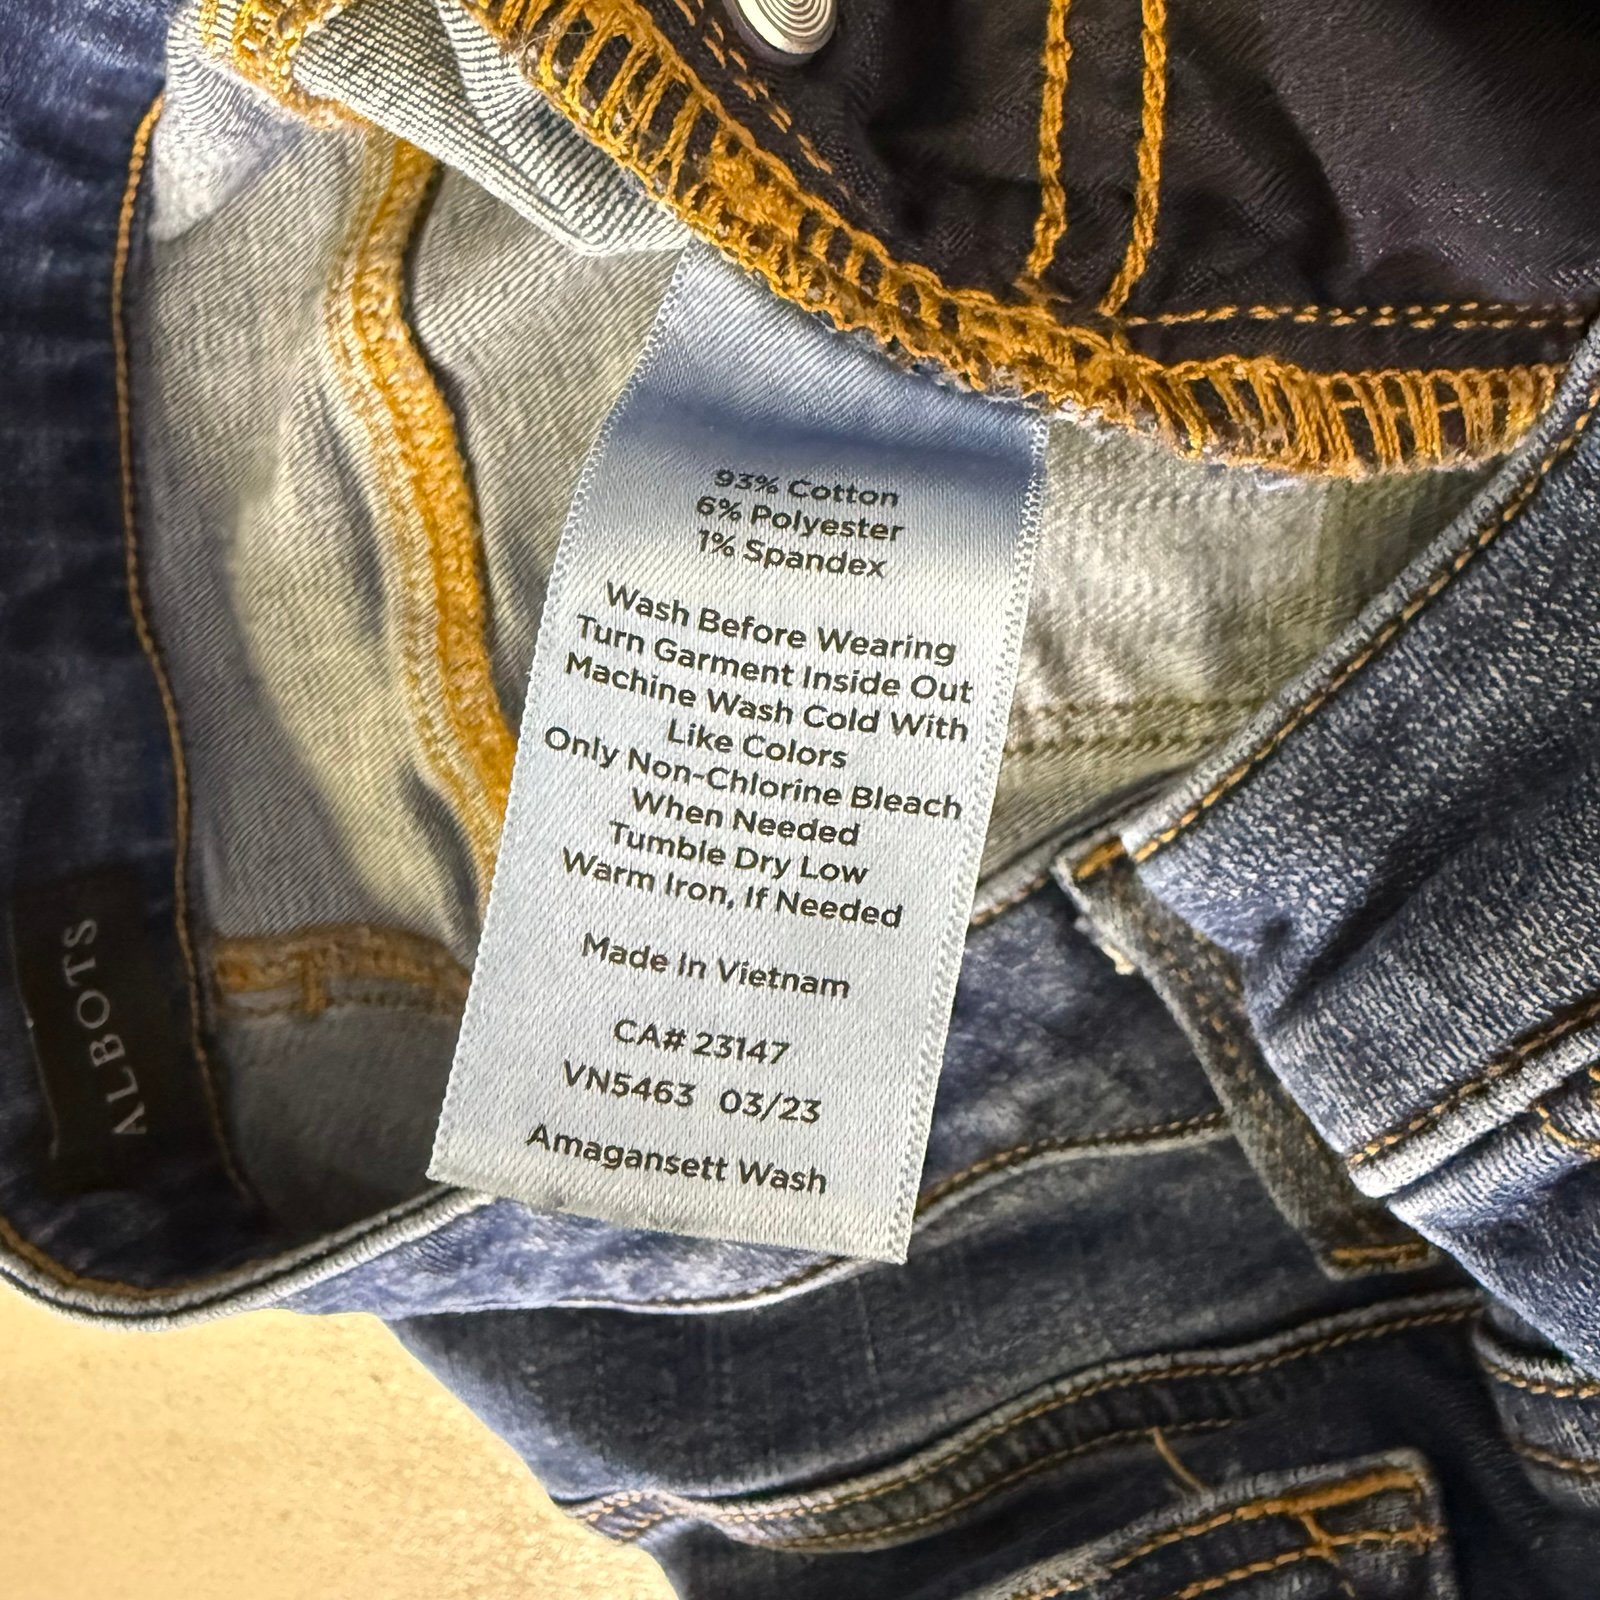 93% Cotton
6% Polyester
1% Spandex
Wash Before Wearing
Turn Garment Inside Out
Machine Wash Cold With
Like Colors
Only Non-Chlorine Bleach
When Needed
Tumble Dry Low
Warm Iron, If Needed
Made In Vietnam
CA# 23147
VN5463 03/23
Amagansett Wash
ALBOTS